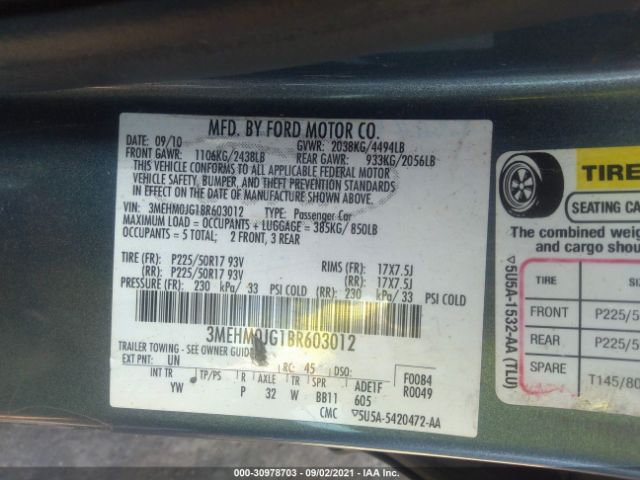 MFD. BY FORD MOTOR CO.
DATE: 09/10 GVWR: 2038KG/4494LB
FRONT GAWR: 1106KG/2438LB REAR GAWR: 933KG/2056LB
THIS VEHICLE CONFORMS TO ALL APPLICABLE FEDERAL MOTOR
VEHICLE SAFETY, BUMPER, AND THEFT PREVENTION STANDARDS
IN EFFECT ON THE DATE OF MANUFACTURE SHOWN ABOVE.
VIN: 3MEHM0JG1BR603012 TYPE: Passenger Car
MAXIMUM LOAD = OCCUPANTS + LUGGAGE = 385KG/ 850LB
OCCUPANTS = 5 TOTAL; 2 FRONT, 3 REAR
TIRE (FR): P225/50R17 93V RIMS (FR): 17X7.5J
(RR): P225/50R17 93V (RR): 17X7.5J
PRESSURE (FR): 230 kPa/ 33 PSI COLD (RR): 230 kPa/ 33 PSI COLD
3MEHM0JG1BR603012
TRAILER TOWING - SEE OWNER GUIDE
EXT PNT: UN RC: 45 DSO: F0084
INT TR TP/PS R AXLE TR SPR ADE1F R0049
YW P 32 W BB11 605
CMC ▽5U5A-5420472-AA
▽5U5A-1532-AA (TLU)
TIRE
SEATING CA
The combined weig
and cargo shou
TIRE SI
FRONT P225/5
REAR P225/5
SPARE T145/80
000-30978703 - 09/02/2021 - IAA Inc.